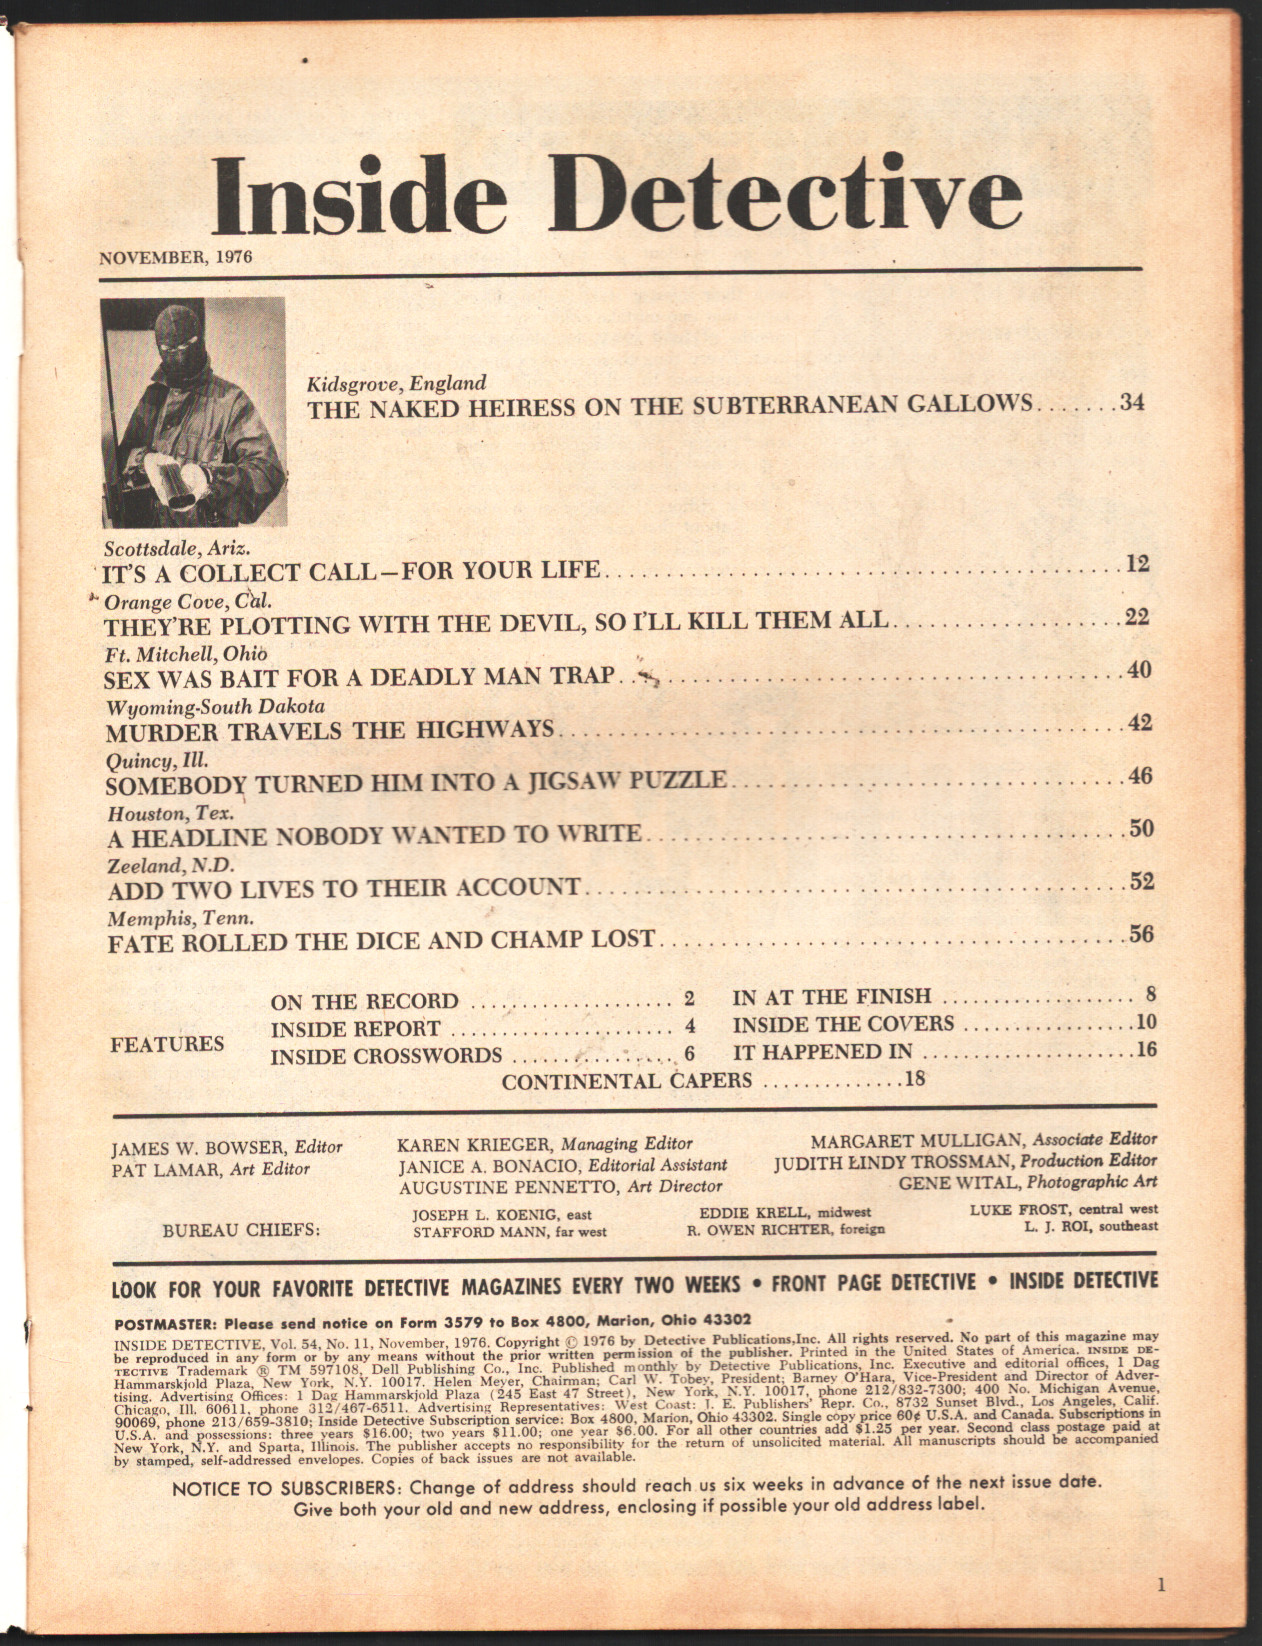 Inside Detective
NOVEMBER, 1976
Kidsgrove, England
THE NAKED HEIRESS ON THE SUBTERRANEAN GALLOWS.......34
Scottsdale, Ariz.
IT'S A COLLECT CALL—FOR YOUR LIFE..........12
Orange Cove, Cal.
THEY'RE PLOTTING WITH THE DEVIL, SO I'LL KILL THEM ALL..........22
Ft. Mitchell, Ohio
SEX WAS BAIT FOR A DEADLY MAN TRAP..........40
Wyoming-South Dakota
MURDER TRAVELS THE HIGHWAYS..........42
Quincy, Ill.
SOMEBODY TURNED HIM INTO A JIGSAW PUZZLE..........46
Houston, Tex.
A HEADLINE NOBODY WANTED TO WRITE..........50
Zeeland, N.D.
ADD TWO LIVES TO THEIR ACCOUNT..........52
Memphis, Tenn.
FATE ROLLED THE DICE AND CHAMP LOST..........56
FEATURES
ON THE RECORD .......... 2
INSIDE REPORT .......... 4
INSIDE CROSSWORDS .......... 6
IN AT THE FINISH .......... 8
INSIDE THE COVERS ..........10
IT HAPPENED IN ..........16
CONTINENTAL CAPERS ..........18
JAMES W. BOWSER, Editor
PAT LAMAR, Art Editor
KAREN KRIEGER, Managing Editor
JANICE A. BONACIO, Editorial Assistant
AUGUSTINE PENNETTO, Art Director
MARGARET MULLIGAN, Associate Editor
JUDITH LINDY TROSSMAN, Production Editor
GENE WITAL, Photographic Art
BUREAU CHIEFS:
JOSEPH L. KOENIG, east
STAFFORD MANN, far west
EDDIE KRELL, midwest
R. OWEN RICHTER, foreign
LUKE FROST, central west
L. J. ROI, southeast
LOOK FOR YOUR FAVORITE DETECTIVE MAGAZINES EVERY TWO WEEKS • FRONT PAGE DETECTIVE • INSIDE DETECTIVE
POSTMASTER: Please send notice on Form 3579 to Box 4800, Marion, Ohio 43302
INSIDE DETECTIVE, Vol. 54, No. 11, November, 1976. Copyright © 1976 by Detective Publications,Inc. All rights reserved. No part of this magazine may
be reproduced in any form or by any means without the prior written permission of the publisher. Printed in the United States of America. INSIDE DE-
TECTIVE Trademark ® TM 597108, Dell Publishing Co., Inc. Published monthly by Detective Publications, Inc. Executive and editorial offices, 1 Dag
Hammarskjold Plaza, New York, N.Y. 10017. Helen Meyer, Chairman; Carl W. Tobey, President; Barney O'Hara, Vice-President and Director of Adver-
tising. Advertising Offices: 1 Dag Hammarskjold Plaza (245 East 47 Street), New York, N.Y. 10017, phone 212/832-7300; 400 No. Michigan Avenue,
Chicago, Ill. 60611, phone 312/467-6511. Advertising Representatives: West Coast: J. E. Publishers' Repr. Co., 8732 Sunset Blvd., Los Angeles, Calif.
90069, phone 213/659-3810; Inside Detective Subscription service: Box 4800, Marion, Ohio 43302. Single copy price 60¢ U.S.A. and Canada. Subscriptions in
U.S.A. and possessions: three years $16.00; two years $11.00; one year $6.00. For all other countries add $1.25 per year. Second class postage paid at
New York, N.Y. and Sparta, Illinois. The publisher accepts no responsibility for the return of unsolicited material. All manuscripts should be accompanied
by stamped, self-addressed envelopes. Copies of back issues are not available.
NOTICE TO SUBSCRIBERS: Change of address should reach us six weeks in advance of the next issue date.
Give both your old and new address, enclosing if possible your old address label.
1